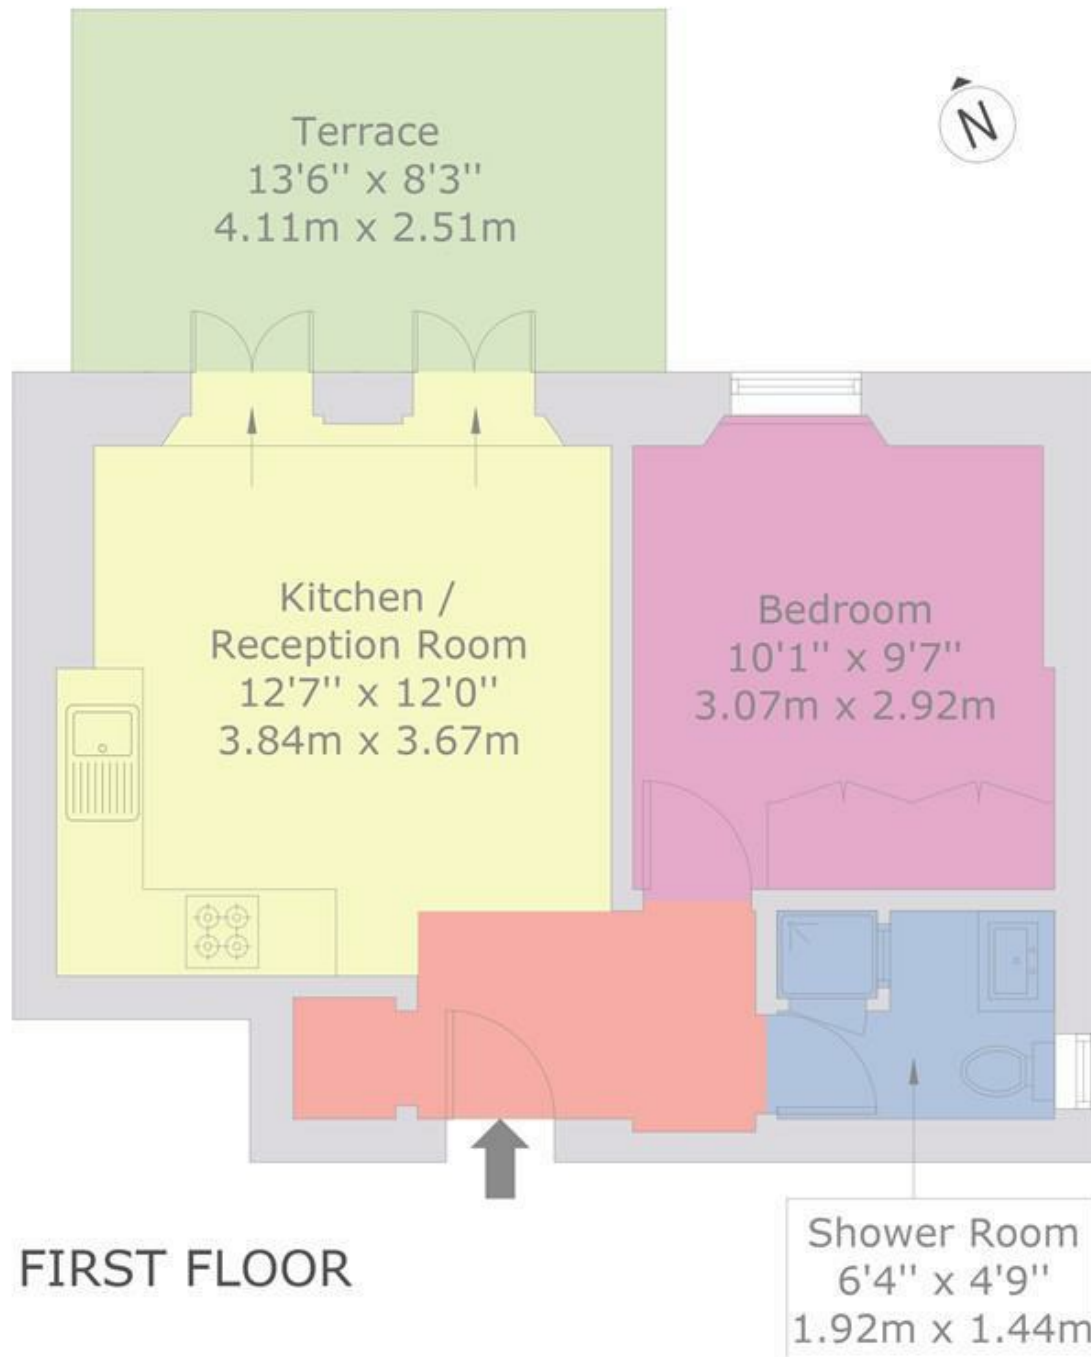 Terrace
13'6'' x 8'3''
4.11m x 2.51m
N
Kitchen /
Reception Room
12'7'' x 12'0''
3.84m x 3.67m
Bedroom
10'1'' x 9'7''
3.07m x 2.92m
FIRST FLOOR
Shower Room
6'4'' x 4'9''
1.92m x 1.44m